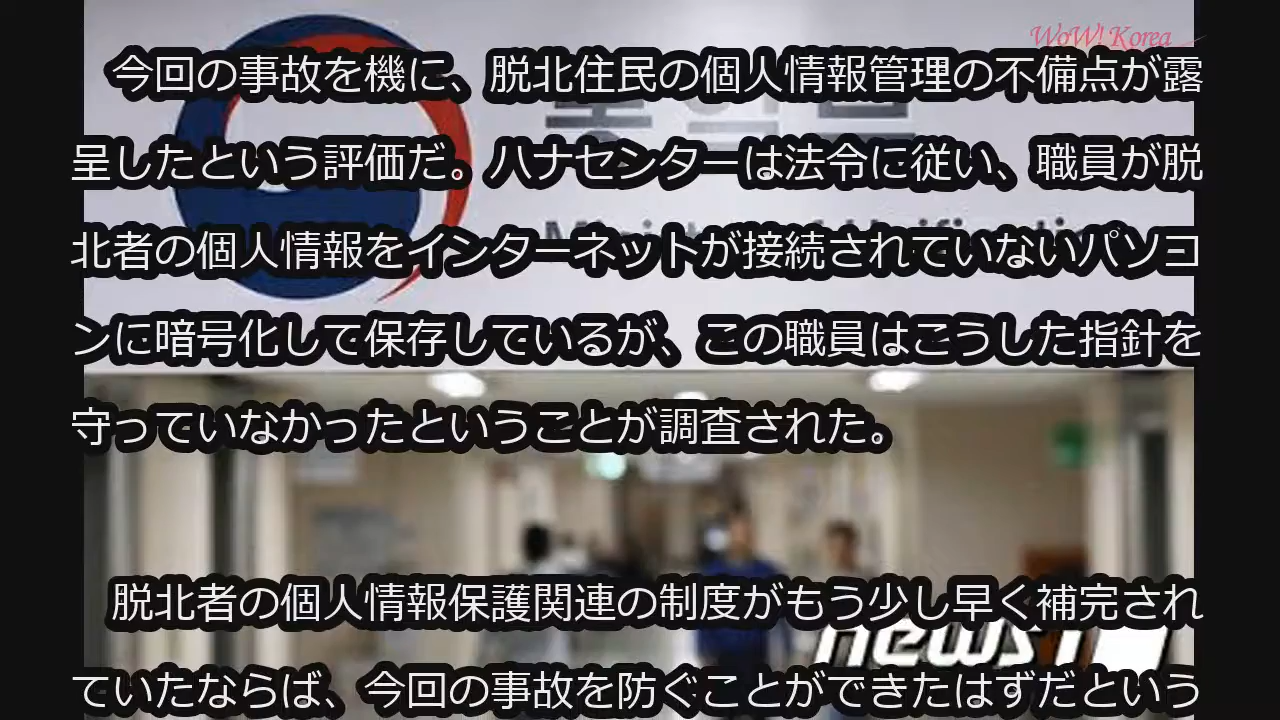 WoW!Korea
今回の事故を機に、脱北住民の個人情報管理の不備点が露
呈したという評価だ。ハナセンターは法令に従い、職員が脱
北者の個人情報をインターネットが接続されていないパソコ
ンに暗号化して保存しているが、この職員はこうした指針を
守っていなかったということが調査された。
脱北者の個人情報保護関連の制度がもう少し早く補完され
news1
ていたならば、今回の事故を防ぐことができたはずだという